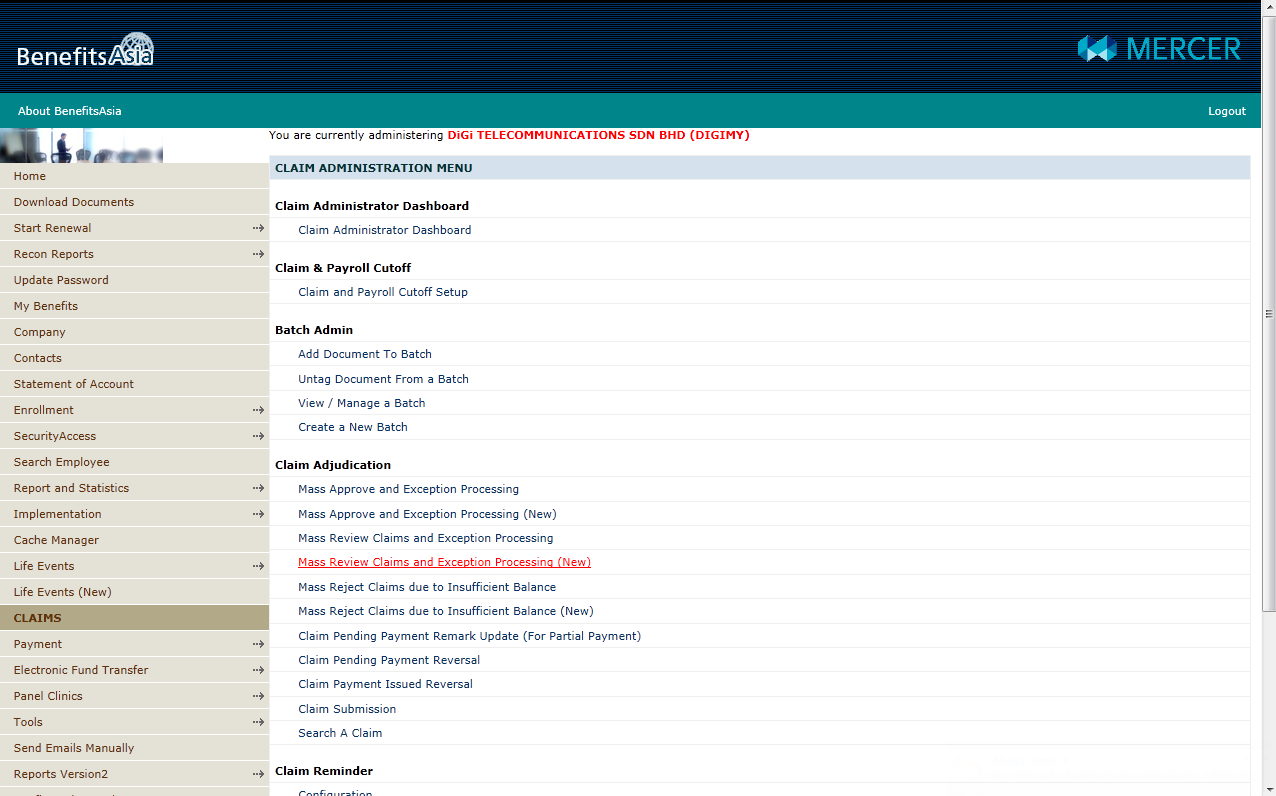 BenefitsAsia
MERCER
About BenefitsAsia
Logout
You are currently administering DiGi TELECOMMUNICATIONS SDN BHD (DIGIMY)
Home
Download Documents
Start Renewal
Recon Reports
Update Password
My Benefits
Company
Contacts
Statement of Account
Enrollment
SecurityAccess
Search Employee
Report and Statistics
Implementation
Cache Manager
Life Events
Life Events (New)
CLAIMS
Payment
Electronic Fund Transfer
Panel Clinics
Tools
Send Emails Manually
Reports Version2
CLAIM ADMINISTRATION MENU
Claim Administrator Dashboard
Claim Administrator Dashboard
Claim & Payroll Cutoff
Claim and Payroll Cutoff Setup
Batch Admin
Add Document To Batch
Untag Document From a Batch
View / Manage a Batch
Create a New Batch
Claim Adjudication
Mass Approve and Exception Processing
Mass Approve and Exception Processing (New)
Mass Review Claims and Exception Processing
Mass Review Claims and Exception Processing (New)
Mass Reject Claims due to Insufficient Balance
Mass Reject Claims due to Insufficient Balance (New)
Claim Pending Payment Remark Update (For Partial Payment)
Claim Pending Payment Reversal
Claim Payment Issued Reversal
Claim Submission
Search A Claim
Claim Reminder
Configuration